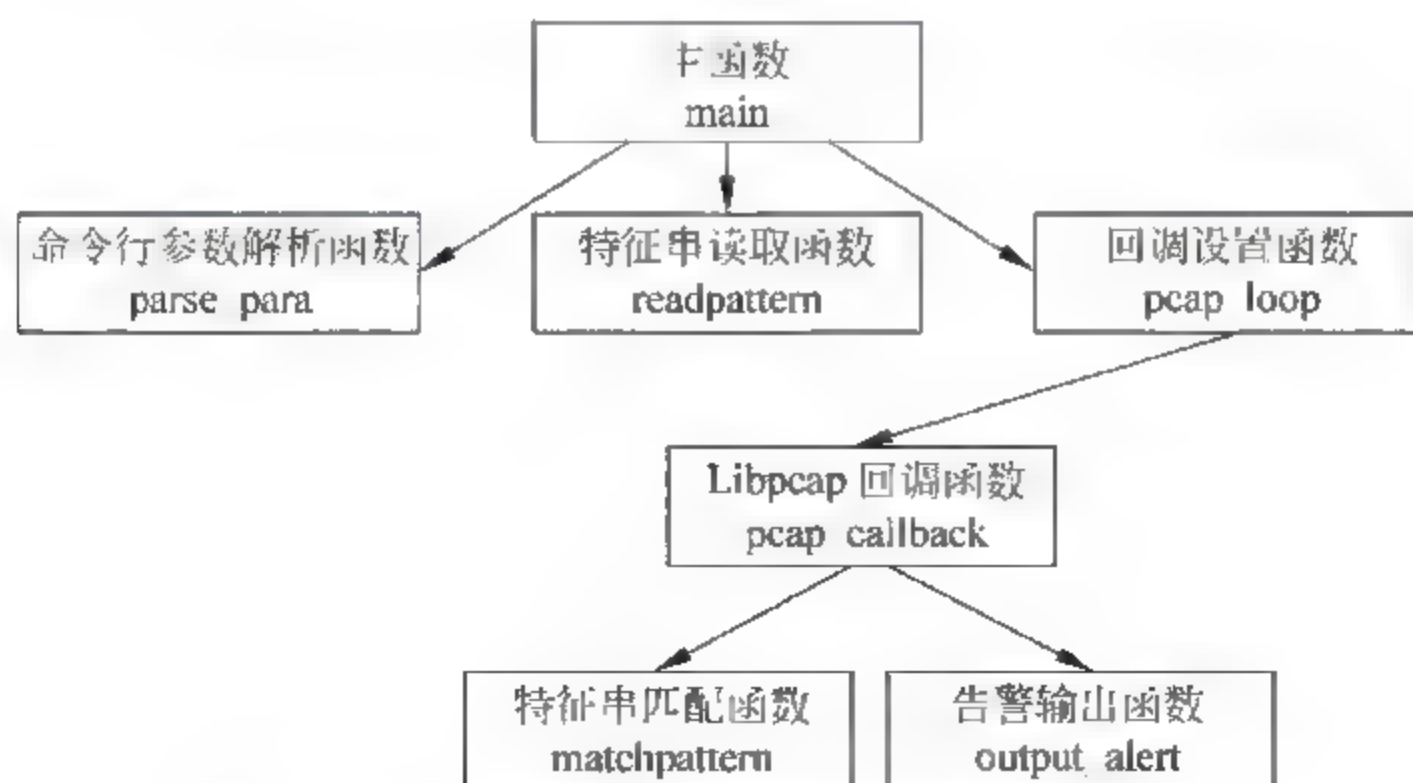 主函数
main
命令行参数解析函数
parse para
特征串读取函数
readpattern
回调设置函数
pcap loop
Libpcap 回调函数
pcap callback
特征串匹配函数
matchpattern
告警输出函数
output alert